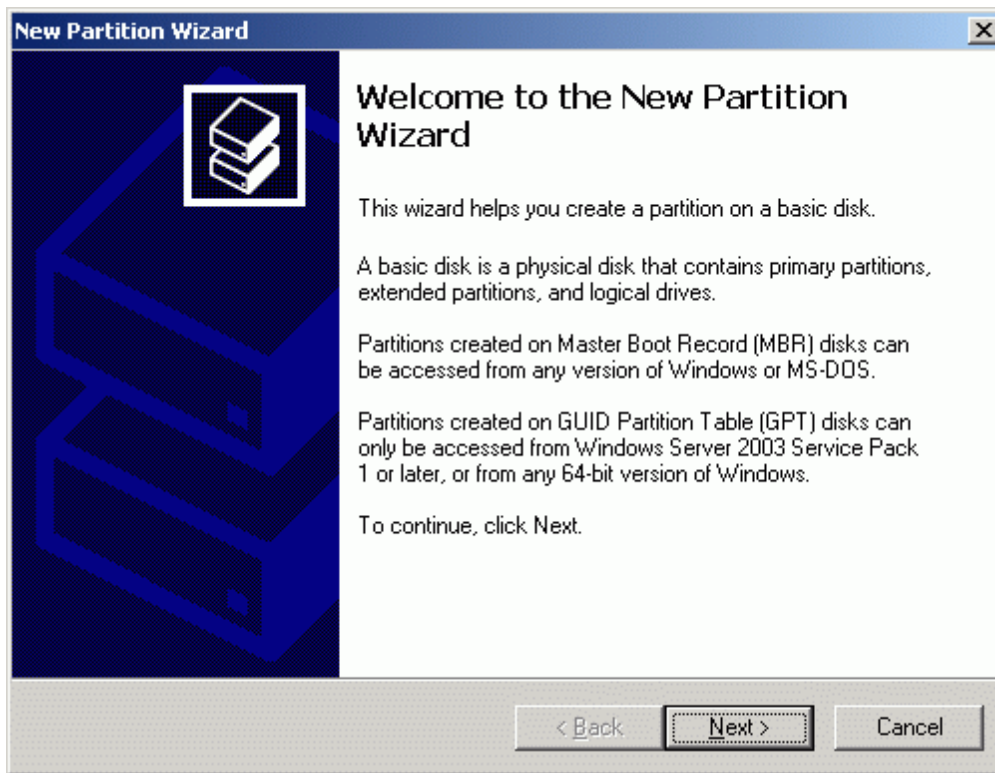 New Partition Wizard
Welcome to the New Partition
Wizard
This wizard helps you create a partition on a basic disk.
A basic disk is a physical disk that contains primary partitions,
extended partitions, and logical drives.
Partitions created on Master Boot Record (MBR) disks can
be accessed from any version of Windows or MS-DOS.
Partitions created on GUID Partition Table (GPT) disks can
only be accessed from Windows Server 2003 Service Pack
1 or later, or from any 64-bit version of Windows.
To continue, click Next.
< Back Next > Cancel